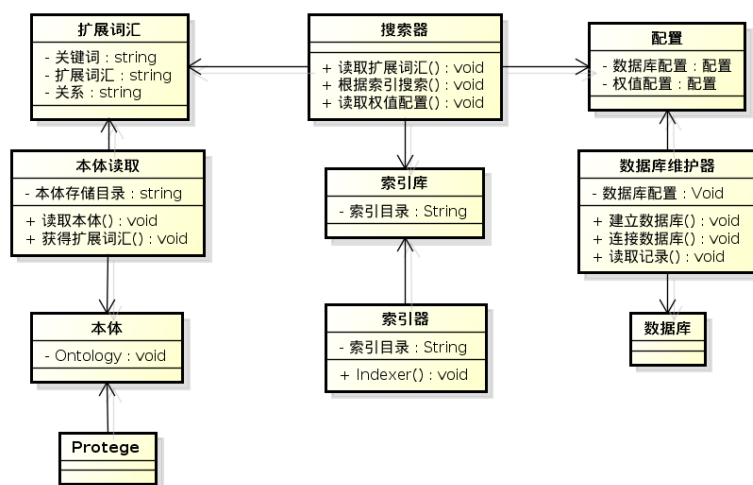 扩展词汇
- 关键词 : string
- 扩展词汇 : string
- 关系 : string
搜索器
+ 读取扩展词汇() : void
+ 根据索引搜索() : void
+ 读取权值配置() : void
配置
- 数据库配置 : 配置
- 权值配置 : 配置
本体读取
- 本体存储目录 : string
+ 读取本体() : void
+ 获得扩展词汇() : void
索引库
- 索引目录 : String
数据库维护器
- 数据库配置 : Void
+ 建立数据库() : void
+ 连接数据库() : void
+ 读取记录() : void
本体
- Ontology : void
索引器
- 索引目录 : String
+ Indexer() : void
数据库
Protege